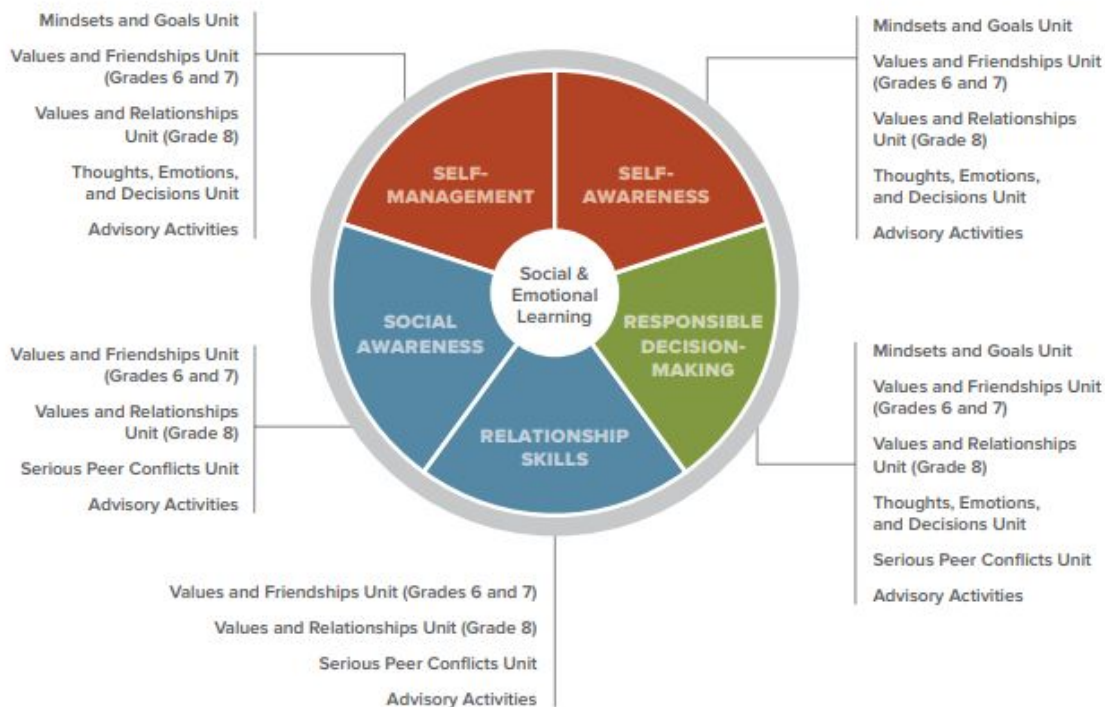 Mindsets and Goals Unit
Values and Friendships Unit
(Grades 6 and 7)
Values and Relationships
Unit (Grade 8)
Thoughts, Emotions,
and Decisions Unit
Advisory Activities
Mindsets and Goals Unit
Values and Friendships Unit
(Grades 6 and 7)
Values and Relationships
Unit (Grade 8)
Thoughts, Emotions,
and Decisions Unit
Advisory Activities
SELF-
MANAGEMENT
SELF-
AWARENESS
Social &
Emotional
Learning
SOCIAL
AWARENESS
RESPONSIBLE
DECISION-
MAKING
RELATIONSHIP
SKILLS
Values and Friendships Unit
(Grades 6 and 7)
Values and Relationships
Unit (Grade 8)
Serious Peer Conflicts Unit
Advisory Activities
Mindsets and Goals Unit
Values and Friendships Unit
(Grades 6 and 7)
Values and Relationships
Unit (Grade 8)
Thoughts, Emotions,
and Decisions Unit
Serious Peer Conflicts Unit
Advisory Activities
Values and Friendships Unit (Grades 6 and 7)
Values and Relationships Unit (Grade 8)
Serious Peer Conflicts Unit
Advisory Activities